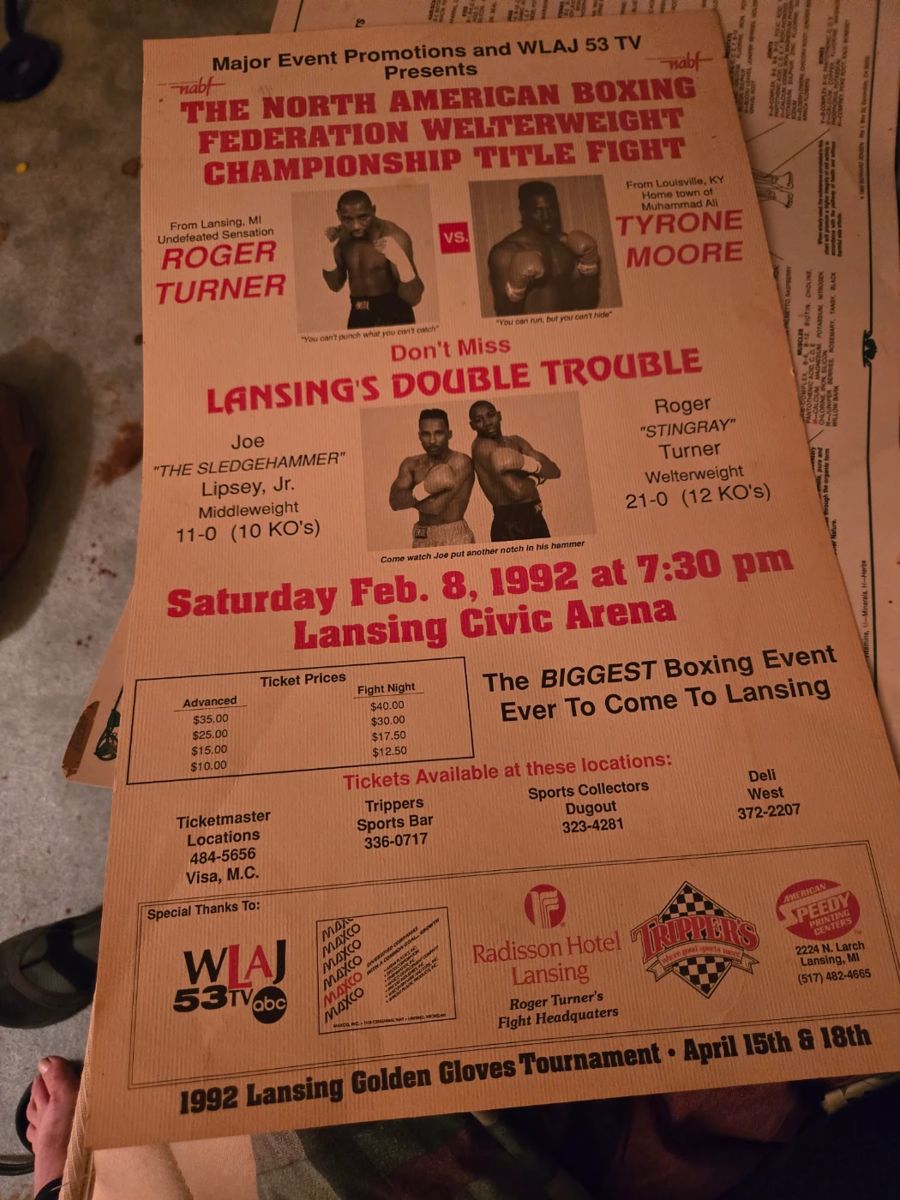 Major Event Promotions and WLAJ 53 TV
Presents
nabf
nabf
THE NORTH AMERICAN BOXING
FEDERATION WELTERWEIGHT
CHAMPIONSHIP TITLE FIGHT
From Lansing, MI
Undefeated Sensation
ROGER
TURNER
VS.
From Louisville, KY
Home town of
Muhammad Ali
TYRONE
MOORE
"You can't punch what you can't catch"
"You can run, but you can't hide"
Don't Miss
LANSING'S DOUBLE TROUBLE
Joe
"THE SLEDGEHAMMER"
Lipsey, Jr.
Middleweight
11-0 (10 KO's)
Roger
"STINGRAY"
Turner
Welterweight
21-0 (12 KO's)
Come watch Joe put another notch in his hammer
Saturday Feb. 8, 1992 at 7:30 pm
Lansing Civic Arena
Ticket Prices
Advanced
$35.00
$25.00
$15.00
$10.00
Fight Night
$40.00
$30.00
$17.50
$12.50
The BIGGEST Boxing Event
Ever To Come To Lansing
Tickets Available at these locations:
Ticketmaster
Locations
484-5656
Visa, M.C.
Trippers
Sports Bar
336-0717
Sports Collectors
Dugout
323-4281
Deli
West
372-2207
Special Thanks To:
WLAJ
53TV abc
MAXCO
MAXCO
MAXCO
MAXCO
MAXCO
MAXCO
MAXCO
Radisson Hotel
Lansing
Roger Turner's
Fight Headquaters
TRIPPER'S
where good sports meet
AMERICAN
SPEEDY
PRINTING
CENTERS
2224 N. Larch
Lansing, MI
(517) 482-4665
1992 Lansing Golden Gloves Tournament • April 15th & 18th